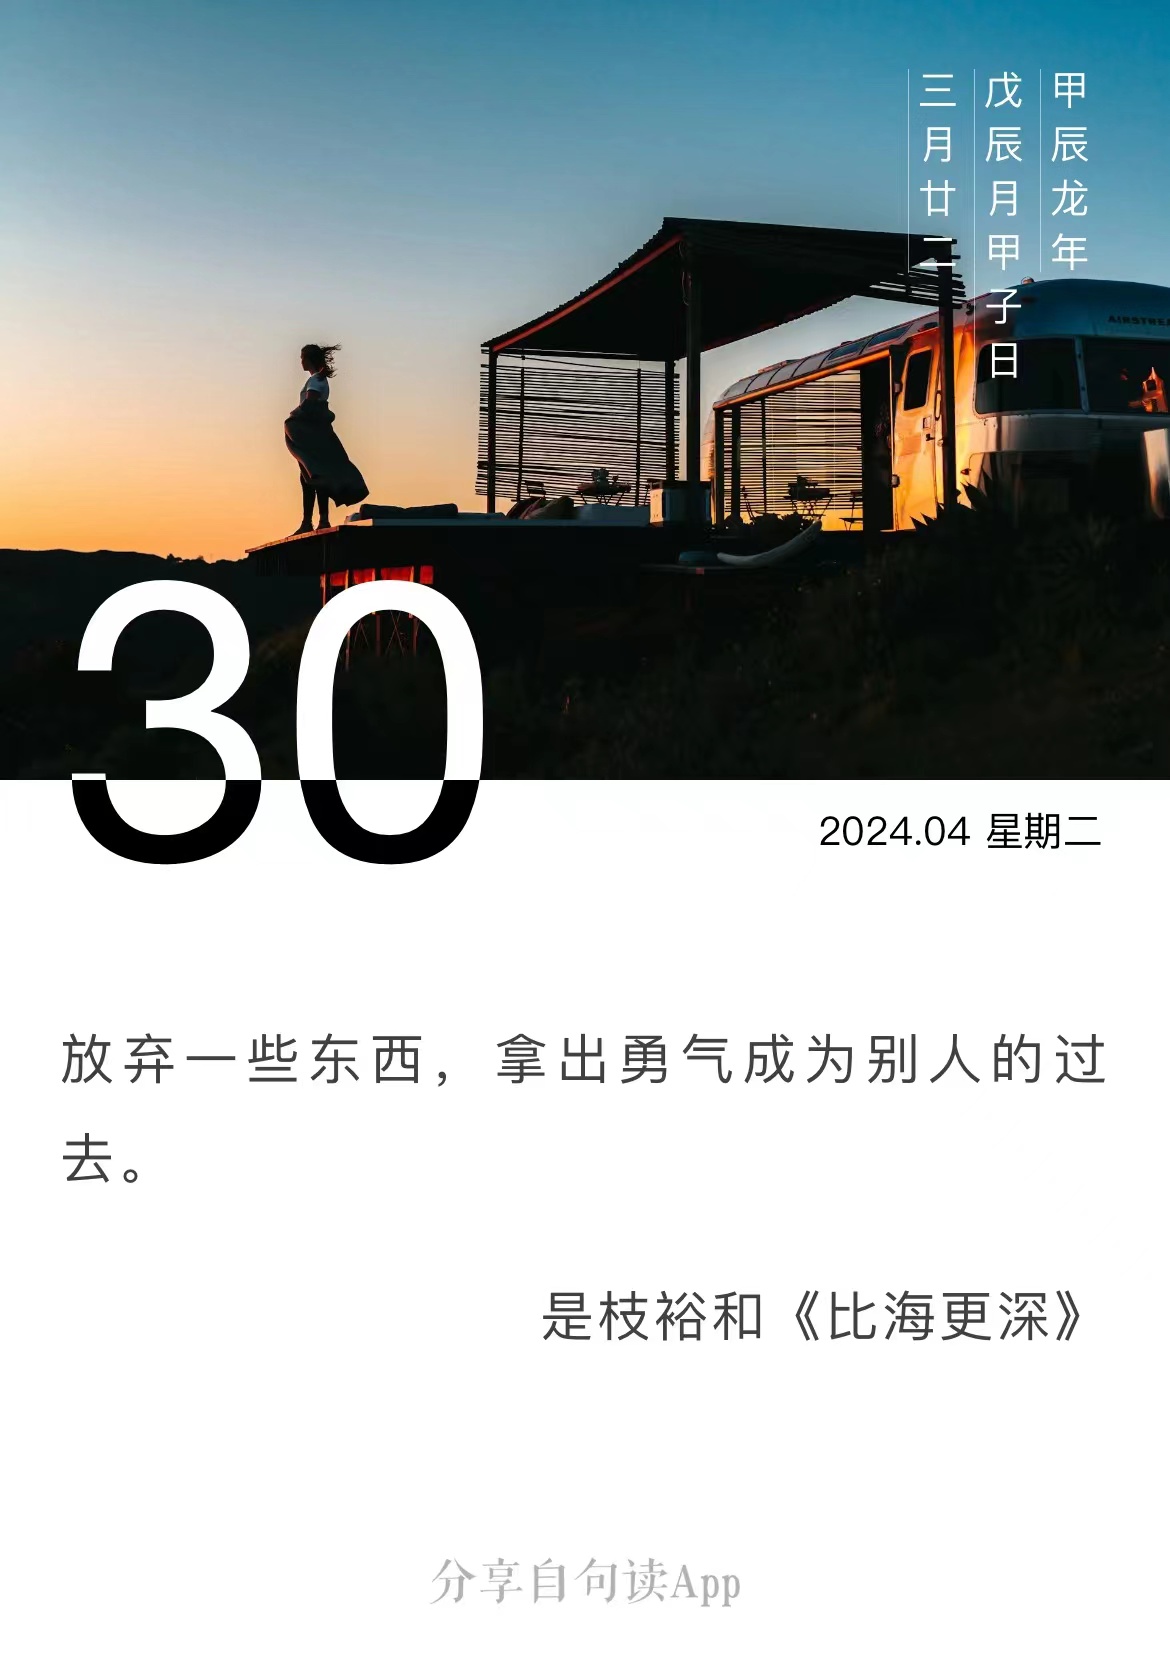 甲辰龙年
戊辰月甲子日
三月廿二
AIRSTREA
30
2024.04 星期二
放弃一些东西，拿出勇气成为别人的过
去。
是枝裕和《比海更深》
分享自句读App